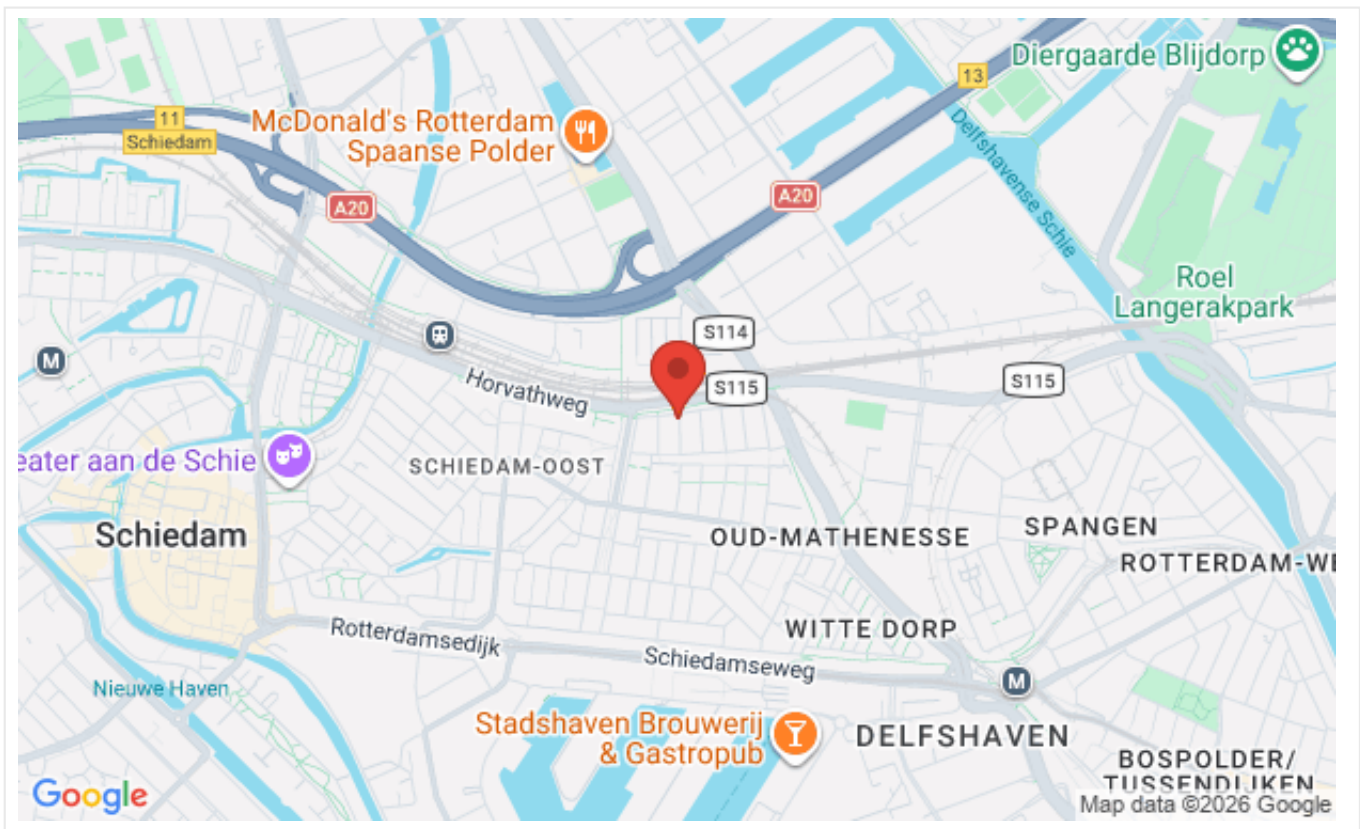 Diergaarde Blijdorp
13
11
Schiedam
McDonald's Rotterdam
Spaanse Polder
Delfshavense Schie
A20
A20
Roel
Langerakpark
S114
M
Horvathweg
S115
S115
eater aan de Schie
SCHIEDAM-OOST
Schiedam
OUD-MATHENESSE
SPANGEN
ROTTERDAM-WE
Rotterdamsedijk
WITTE DORP
Schiedamseweg
M
Nieuwe Haven
Stadshaven Brouwerij
& Gastropub
DELFSHAVEN
BOSPOLDER/
TUSSENDIJKEN
Google
Map data ©2026 Google